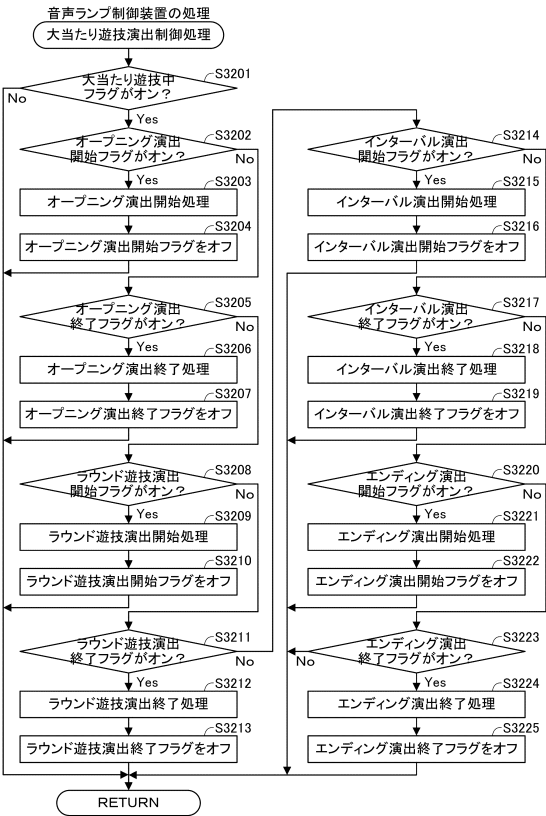 音声ランプ制御装置の処理
大当たり遊技演出制御処理
S3201
大当たり遊技中
フラグがオン？
No
Yes
S3202
オープニング演出
開始フラグがオン？
No
Yes
S3203
オープニング演出開始処理
S3204
オープニング演出開始フラグをオフ
S3205
オープニング演出
終了フラグがオン？
No
Yes
S3206
オープニング演出終了処理
S3207
オープニング演出終了フラグをオフ
S3208
ラウンド遊技演出
開始フラグがオン？
No
Yes
S3209
ラウンド遊技演出開始処理
S3210
ラウンド遊技演出開始フラグをオフ
S3211
ラウンド遊技演出
終了フラグがオン？
No
Yes
S3212
ラウンド遊技演出終了処理
S3213
ラウンド遊技演出終了フラグをオフ
S3214
インターバル演出
開始フラグがオン？
No
Yes
S3215
インターバル演出開始処理
S3216
インターバル演出開始フラグをオフ
S3217
インターバル演出
終了フラグがオン？
No
Yes
S3218
インターバル演出終了処理
S3219
インターバル演出終了フラグをオフ
S3220
エンディング演出
開始フラグがオン？
No
Yes
S3221
エンディング演出開始処理
S3222
エンディング演出開始フラグをオフ
S3223
エンディング演出
終了フラグがオン？
No
Yes
S3224
エンディング演出終了処理
S3225
エンディング演出終了フラグをオフ
RETURN